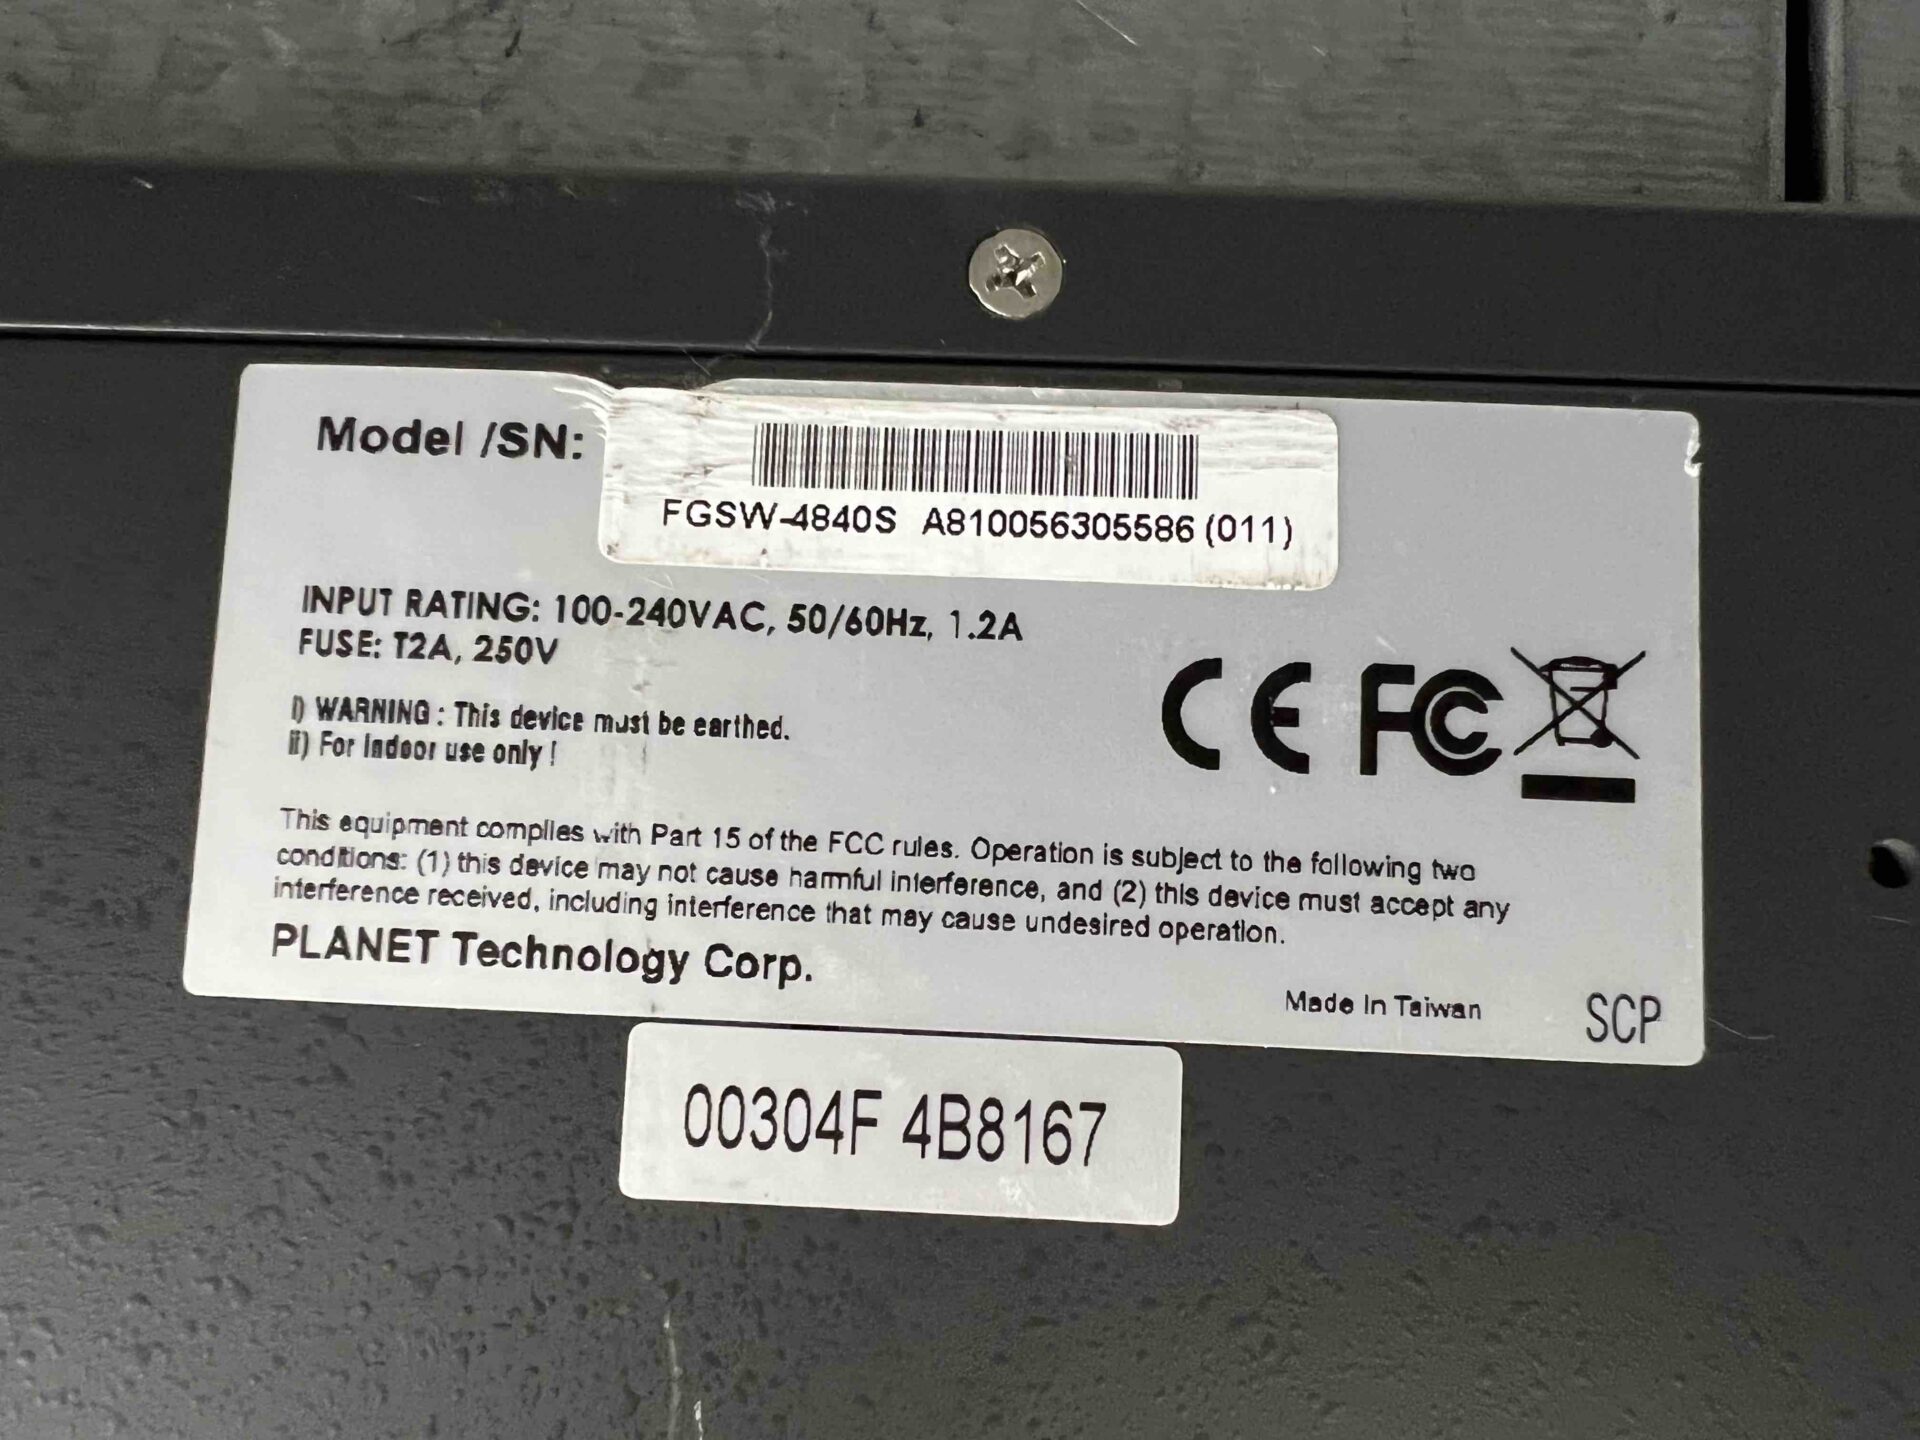 Model /SN:
FGSW-4840S A810056305586 (011)
INPUT RATING: 100-240VAC, 50/60Hz, 1.2A
FUSE: T2A, 250V
i) WARNING : This device must be earthed.
ii) For Indoor use only !
CE FC
This equipment complies with Part 15 of the FCC rules. Operation is subject to the following two
conditions: (1) this device may not cause harmful interference, and (2) this device must accept any
interference received, including interference that may cause undesired operation.
PLANET Technology Corp.
Made In Taiwan
SCP
00304F 4B8167